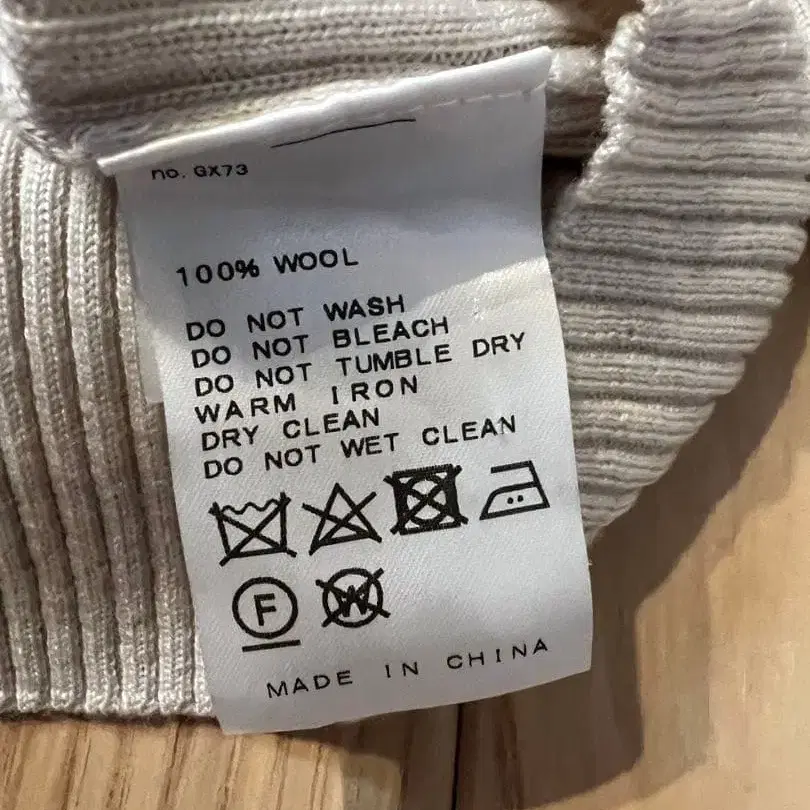 no. GX73
100% WOOL
DO NOT WASH
DO NOT BLEACH
DO NOT TUMBLE DRY
WARM IRON
DRY CLEAN
DO NOT WET CLEAN
F W
MADE IN CHINA